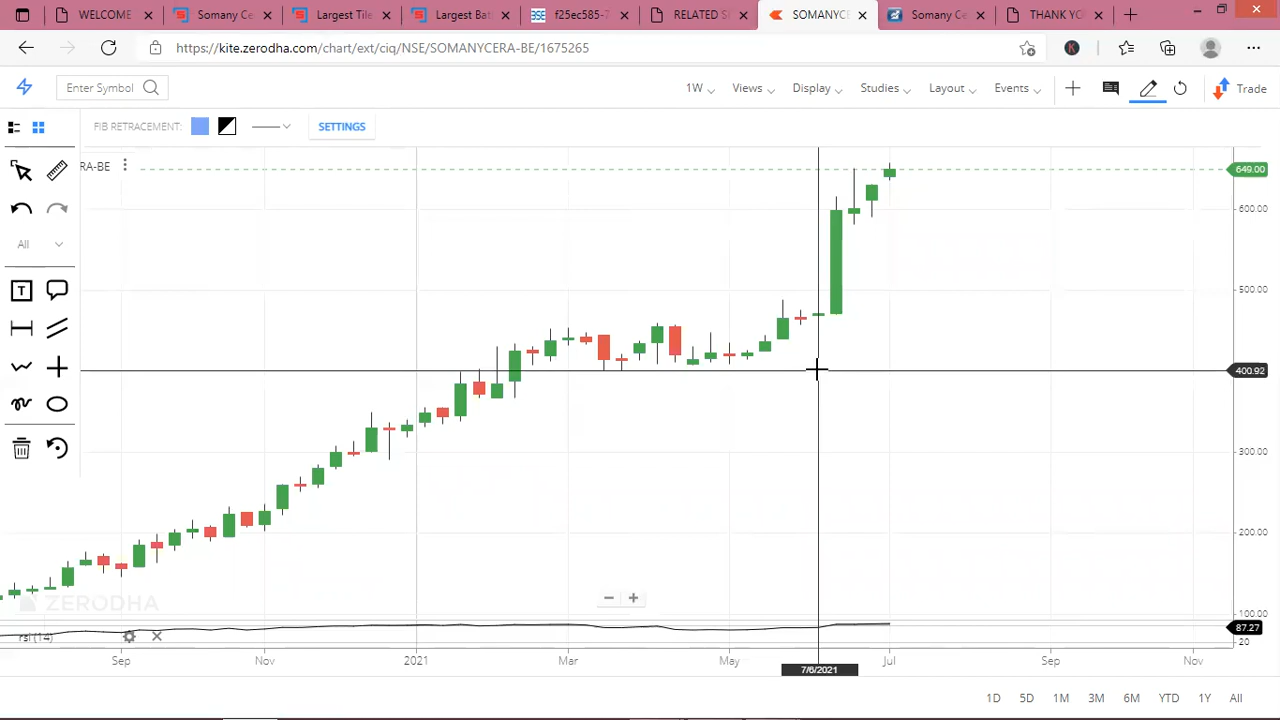 WELCOME
Somany Ce
Largest Tile
Largest Bat
f25ec585-7
RELATED S
SOMANYCE
Somany Ce
THANK YO
https://kite.zerodha.com/chart/ext/ciq/NSE/SOMANYCERA-BE/1675265
K
Enter Symbol
1W
Views
Display
Studies
Layout
Events
Trade
FIB RETRACEMENT:
SETTINGS
RA-BE
649.00
600.00
All
500.00
T
400.92
300.00
200.00
ZERODHA
100.00
rsi (14)
87.27
20
Sep
Nov
2021
Mar
May
Jul
Sep
Nov
7/6/2021
1D
5D
1M
3M
6M
YTD
1Y
All